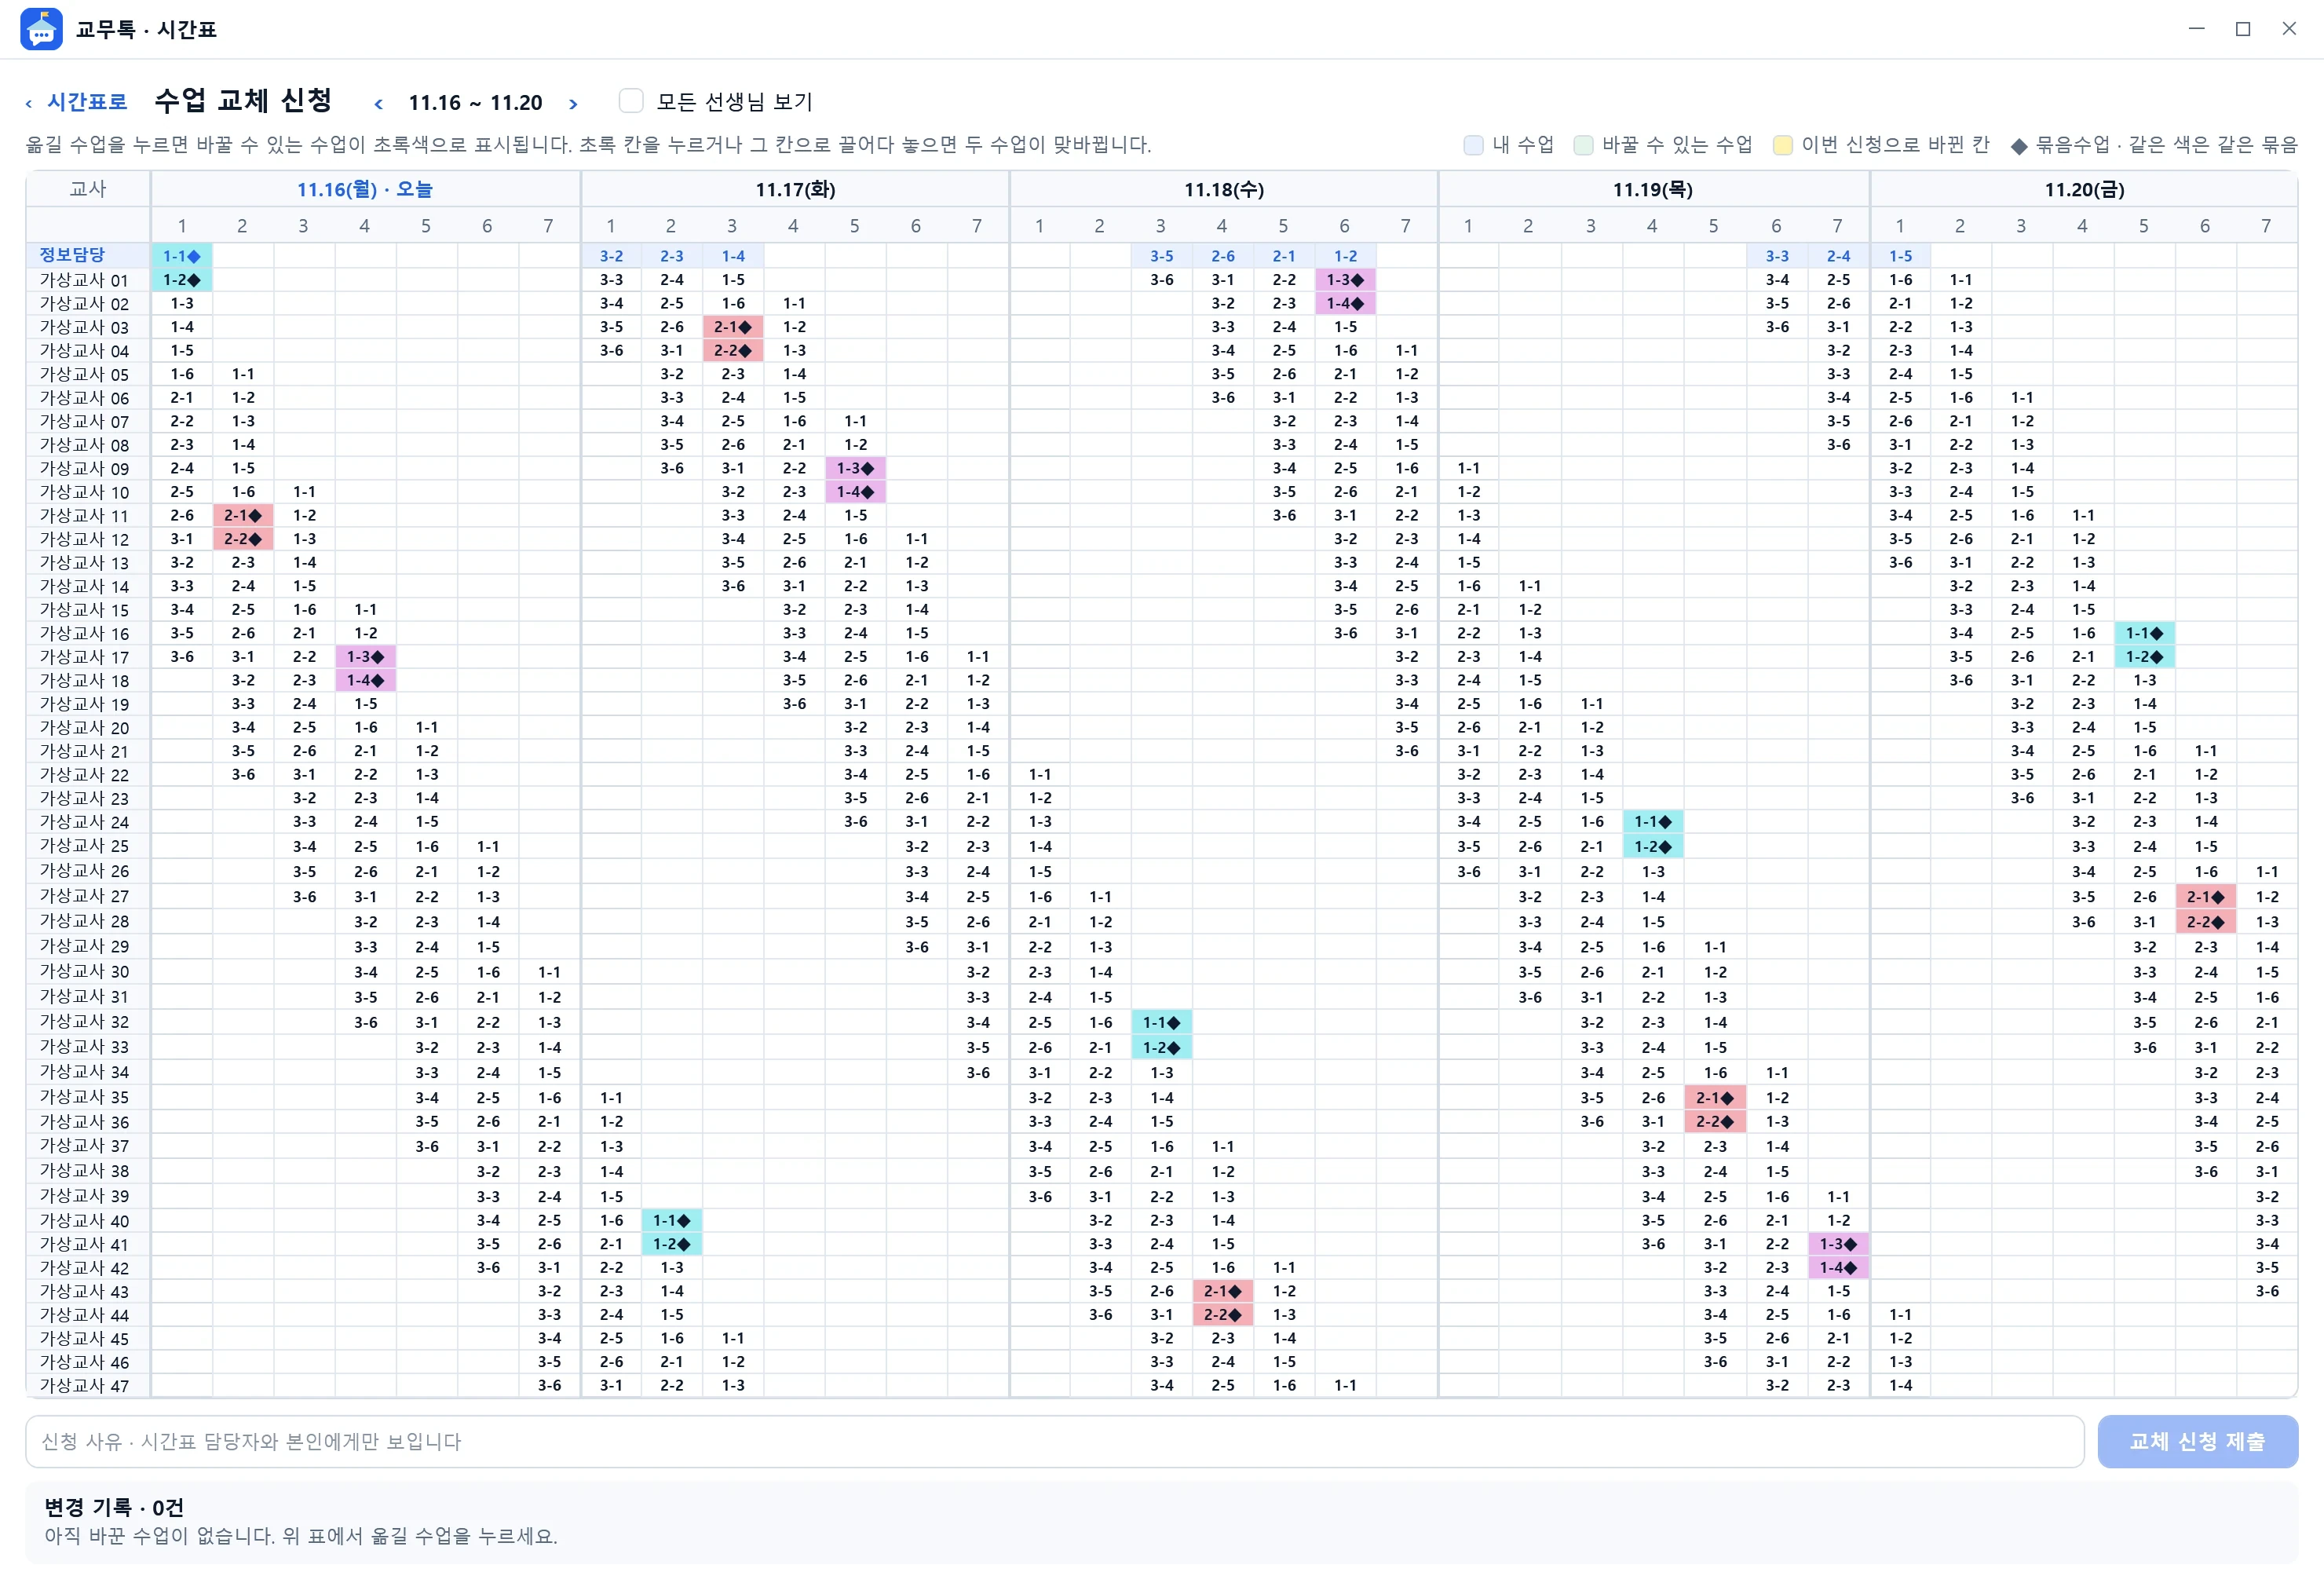 교무톡 · 시간표
‹ 시간표로 수업 교체 신청 ‹ 11.16 ~ 11.20 › 모든 선생님 보기
옮길 수업을 누르면 바꿀 수 있는 수업이 초록색으로 표시됩니다. 초록 칸을 누르거나 그 칸으로 끌어다 놓으면 두 수업이 맞바뀝니다. 내 수업 바꿀 수 있는 수업 이번 신청으로 바뀐 칸 ◆ 묶음수업 · 같은 색은 같은 묶음
교사 11.16(월) · 오늘 11.17(화) 11.18(수) 11.19(목) 11.20(금)
1 2 3 4 5 6 7 1 2 3 4 5 6 7 1 2 3 4 5 6 7 1 2 3 4 5 6 7 1 2 3 4 5 6 7
정보담당 1-1◆ 3-2 2-3 1-4 3-5 2-6 2-1 1-2 3-3 2-4 1-5
가상교사 01 1-2◆ 3-3 2-4 1-5 3-6 3-1 2-2 1-3◆ 3-4 2-5 1-6 1-1
가상교사 02 1-3 3-4 2-5 1-6 1-1 3-2 2-3 1-4◆ 3-5 2-6 2-1 1-2
가상교사 03 1-4 3-5 2-6 2-1◆ 1-2 3-3 2-4 1-5 3-6 3-1 2-2 1-3
가상교사 04 1-5 3-6 3-1 2-2◆ 1-3 3-4 2-5 1-6 1-1 3-2 2-3 1-4
가상교사 05 1-6 1-1 3-2 2-3 1-4 3-5 2-6 2-1 1-2 3-3 2-4 1-5
가상교사 06 2-1 1-2 3-3 2-4 1-5 3-6 3-1 2-2 1-3 3-4 2-5 1-6 1-1
가상교사 07 2-2 1-3 3-4 2-5 1-6 1-1 3-2 2-3 1-4 3-5 2-6 2-1 1-2
가상교사 08 2-3 1-4 3-5 2-6 2-1 1-2 3-3 2-4 1-5 3-6 3-1 2-2 1-3
가상교사 09 2-4 1-5 3-6 3-1 2-2 1-3◆ 3-4 2-5 1-6 1-1 3-2 2-3 1-4
가상교사 10 2-5 1-6 1-1 3-2 2-3 1-4◆ 3-5 2-6 2-1 1-2 3-3 2-4 1-5
가상교사 11 2-6 2-1◆ 1-2 3-3 2-4 1-5 3-6 3-1 2-2 1-3 3-4 2-5 1-6 1-1
가상교사 12 3-1 2-2◆ 1-3 3-4 2-5 1-6 1-1 3-2 2-3 1-4 3-5 2-6 2-1 1-2
가상교사 13 3-2 2-3 1-4 3-5 2-6 2-1 1-2 3-3 2-4 1-5 3-6 3-1 2-2 1-3
가상교사 14 3-3 2-4 1-5 3-6 3-1 2-2 1-3 3-4 2-5 1-6 1-1 3-2 2-3 1-4
가상교사 15 3-4 2-5 1-6 1-1 3-2 2-3 1-4 3-5 2-6 2-1 1-2 3-3 2-4 1-5
가상교사 16 3-5 2-6 2-1 1-2 3-3 2-4 1-5 3-6 3-1 2-2 1-3 3-4 2-5 1-6 1-1◆
가상교사 17 3-6 3-1 2-2 1-3◆ 3-4 2-5 1-6 1-1 3-2 2-3 1-4 3-5 2-6 2-1 1-2◆
가상교사 18 3-2 2-3 1-4◆ 3-5 2-6 2-1 1-2 3-3 2-4 1-5 3-6 3-1 2-2 1-3
가상교사 19 3-3 2-4 1-5 3-6 3-1 2-2 1-3 3-4 2-5 1-6 1-1 3-2 2-3 1-4
가상교사 20 3-4 2-5 1-6 1-1 3-2 2-3 1-4 3-5 2-6 2-1 1-2 3-3 2-4 1-5
가상교사 21 3-5 2-6 2-1 1-2 3-3 2-4 1-5 3-6 3-1 2-2 1-3 3-4 2-5 1-6 1-1
가상교사 22 3-6 3-1 2-2 1-3 3-4 2-5 1-6 1-1 3-2 2-3 1-4 3-5 2-6 2-1 1-2
가상교사 23 3-2 2-3 1-4 3-5 2-6 2-1 1-2 3-3 2-4 1-5 3-6 3-1 2-2 1-3
가상교사 24 3-3 2-4 1-5 3-6 3-1 2-2 1-3 3-4 2-5 1-6 1-1◆ 3-2 2-3 1-4
가상교사 25 3-4 2-5 1-6 1-1 3-2 2-3 1-4 3-5 2-6 2-1 1-2◆ 3-3 2-4 1-5
가상교사 26 3-5 2-6 2-1 1-2 3-3 2-4 1-5 3-6 3-1 2-2 1-3 3-4 2-5 1-6 1-1
가상교사 27 3-6 3-1 2-2 1-3 3-4 2-5 1-6 1-1 3-2 2-3 1-4 3-5 2-6 2-1◆ 1-2
가상교사 28 3-2 2-3 1-4 3-5 2-6 2-1 1-2 3-3 2-4 1-5 3-6 3-1 2-2◆ 1-3
가상교사 29 3-3 2-4 1-5 3-6 3-1 2-2 1-3 3-4 2-5 1-6 1-1 3-2 2-3 1-4
가상교사 30 3-4 2-5 1-6 1-1 3-2 2-3 1-4 3-5 2-6 2-1 1-2 3-3 2-4 1-5
가상교사 31 3-5 2-6 2-1 1-2 3-3 2-4 1-5 3-6 3-1 2-2 1-3 3-4 2-5 1-6
가상교사 32 3-6 3-1 2-2 1-3 3-4 2-5 1-6 1-1◆ 3-2 2-3 1-4 3-5 2-6 2-1
가상교사 33 3-2 2-3 1-4 3-5 2-6 2-1 1-2◆ 3-3 2-4 1-5 3-6 3-1 2-2
가상교사 34 3-3 2-4 1-5 3-6 3-1 2-2 1-3 3-4 2-5 1-6 1-1 3-2 2-3
가상교사 35 3-4 2-5 1-6 1-1 3-2 2-3 1-4 3-5 2-6 2-1◆ 1-2 3-3 2-4
가상교사 36 3-5 2-6 2-1 1-2 3-3 2-4 1-5 3-6 3-1 2-2◆ 1-3 3-4 2-5
가상교사 37 3-6 3-1 2-2 1-3 3-4 2-5 1-6 1-1 3-2 2-3 1-4 3-5 2-6
가상교사 38 3-2 2-3 1-4 3-5 2-6 2-1 1-2 3-3 2-4 1-5 3-6 3-1
가상교사 39 3-3 2-4 1-5 3-6 3-1 2-2 1-3 3-4 2-5 1-6 1-1 3-2
가상교사 40 3-4 2-5 1-6 1-1◆ 3-2 2-3 1-4 3-5 2-6 2-1 1-2 3-3
가상교사 41 3-5 2-6 2-1 1-2◆ 3-3 2-4 1-5 3-6 3-1 2-2 1-3◆ 3-4
가상교사 42 3-6 3-1 2-2 1-3 3-4 2-5 1-6 1-1 3-2 2-3 1-4◆ 3-5
가상교사 43 3-2 2-3 1-4 3-5 2-6 2-1◆ 1-2 3-3 2-4 1-5 3-6
가상교사 44 3-3 2-4 1-5 3-6 3-1 2-2◆ 1-3 3-4 2-5 1-6 1-1
가상교사 45 3-4 2-5 1-6 1-1 3-2 2-3 1-4 3-5 2-6 2-1 1-2
가상교사 46 3-5 2-6 2-1 1-2 3-3 2-4 1-5 3-6 3-1 2-2 1-3
가상교사 47 3-6 3-1 2-2 1-3 3-4 2-5 1-6 1-1 3-2 2-3 1-4
신청 사유 · 시간표 담당자와 본인에게만 보입니다 교체 신청 제출
변경 기록 · 0건
아직 바꾼 수업이 없습니다. 위 표에서 옮길 수업을 누르세요.